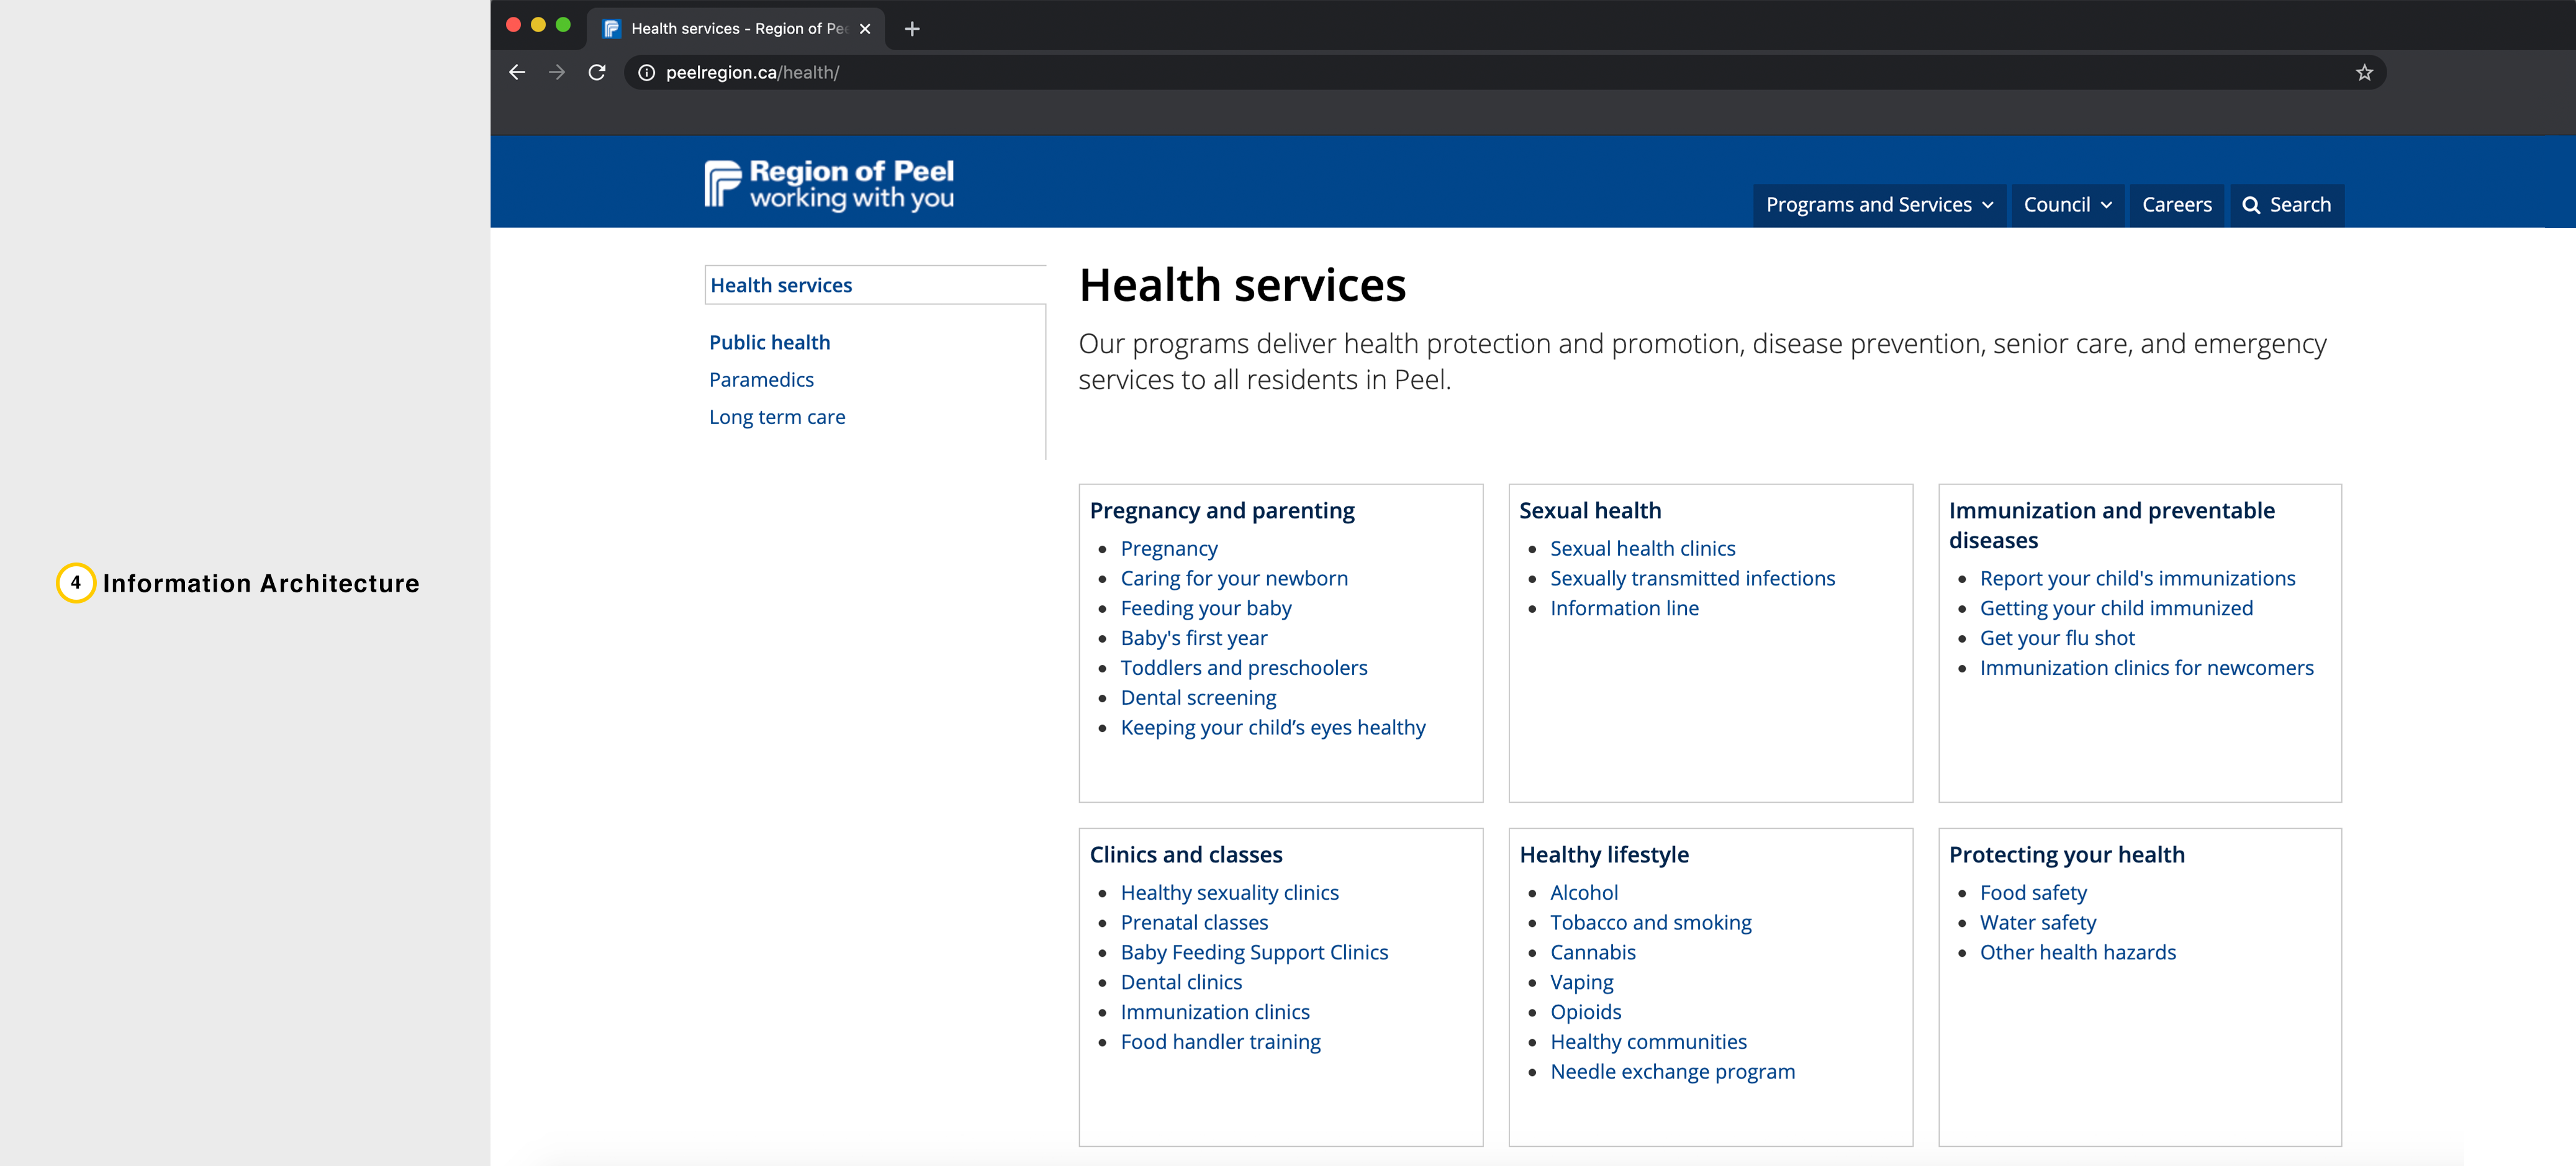 Health services - Region of Pe
peelregion.ca/health/
Region of Peel
working with you
Programs and Services
Council
Careers
Search
4 Information Architecture
Health services
Public health
Paramedics
Long term care
Health services
Our programs deliver health protection and promotion, disease prevention, senior care, and emergency
services to all residents in Peel.
Pregnancy and parenting
Pregnancy
Caring for your newborn
Feeding your baby
Baby's first year
Toddlers and preschoolers
Dental screening
Keeping your child’s eyes healthy
Sexual health
Sexual health clinics
Sexually transmitted infections
Information line
Immunization and preventable
diseases
Report your child's immunizations
Getting your child immunized
Get your flu shot
Immunization clinics for newcomers
Clinics and classes
Healthy sexuality clinics
Prenatal classes
Baby Feeding Support Clinics
Dental clinics
Immunization clinics
Food handler training
Healthy lifestyle
Alcohol
Tobacco and smoking
Cannabis
Vaping
Opioids
Healthy communities
Needle exchange program
Protecting your health
Food safety
Water safety
Other health hazards